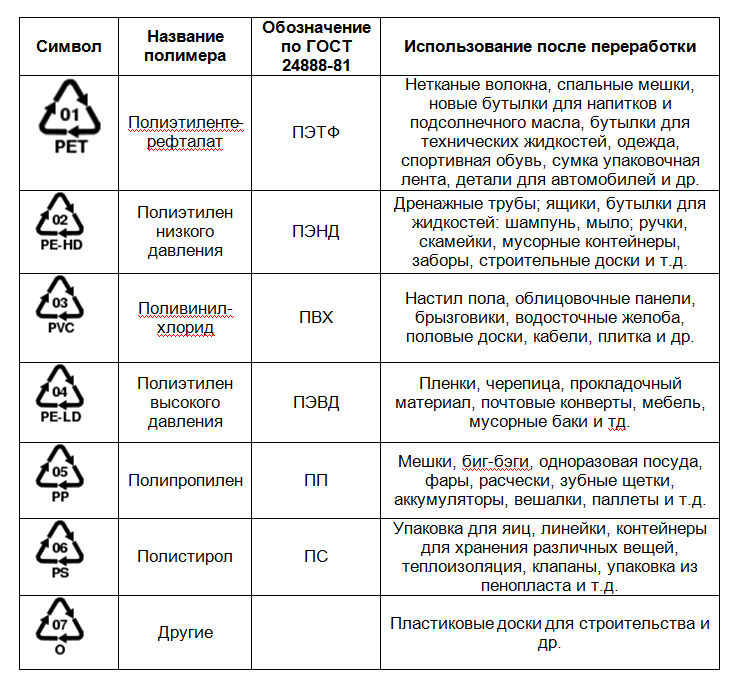 Символ
Название
полимера
Обозначение
по ГОСТ
24888-81
Использование после переработки
01
PET
Полиэтиленте-
рефталат
ПЭТФ
Нетканые волокна, спальные мешки,
новые бутылки для напитков и
подсолнечного масла, бутылки для
технических жидкостей, одежда,
спортивная обувь, сумка упаковочная
лента, детали для автомобилей и др.
02
PE-HD
Полиэтилен
низкого
давления
ПЭНД
Дренажные трубы; ящики, бутылки для
жидкостей: шампунь, мыло; ручки,
скамейки, мусорные контейнеры,
заборы, строительные доски и т.д.
03
PVC
Поливинил-
хлорид
ПВХ
Настил пола, облицовочные панели,
брызговики, водосточные желоба,
половые доски, кабели, плитка и др.
04
PE-LD
Полиэтилен
высокого
давления
ПЭВД
Пленки, черепица, прокладочный
материал, почтовые конверты, мебель,
мусорные баки и тд.
05
PP
Полипропилен
ПП
Мешки, биг-бэги, одноразовая посуда,
фары, расчески, зубные щетки,
аккумуляторы, вешалки, паллеты и т.д.
06
PS
Полистирол
ПС
Упаковка для яиц, линейки, контейнеры
для хранения различных вещей,
теплоизоляция, клапаны, упаковка из
пенопласта и т.д.
07
O
Другие
Пластиковые доски для строительства и
др.